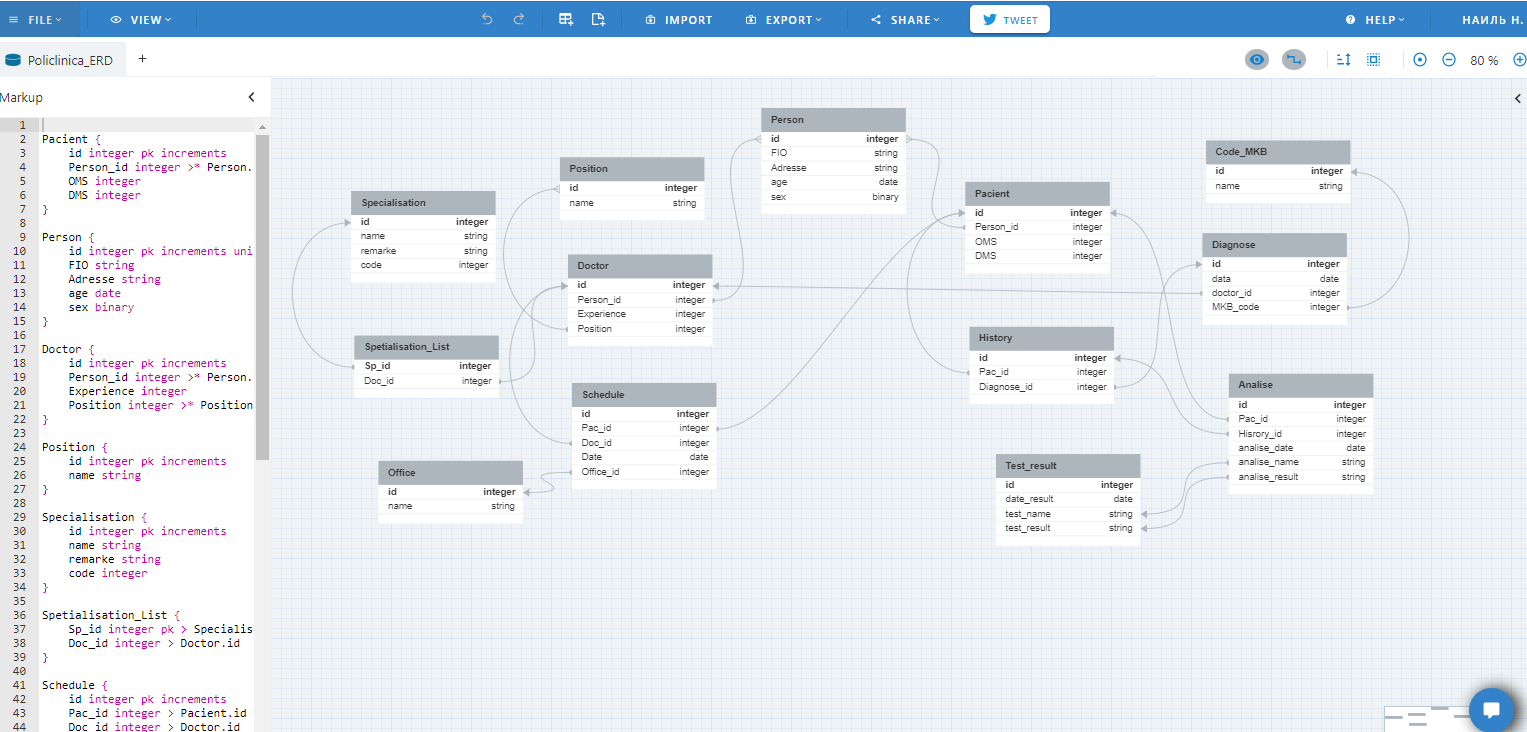 FILE VIEW IMPORT EXPORT SHARE TWEET HELP НАИЛЬ Н.
Policlinica_ERD +
80 %
Markup
1
2 Pacient {
3 id integer pk increments
4 Person_id integer >* Person.
5 OMS integer
6 DMS integer
7 }
8
9 Person {
10 id integer pk increments uni
11 FIO string
12 Adresse string
13 age date
14 sex binary
15 }
16
17 Doctor {
18 id integer pk increments
19 Person_id integer >* Person.
20 Experience integer
21 Position integer >* Position
22 }
23
24 Position {
25 id integer pk increments
26 name string
27 }
28
29 Specialisation {
30 id integer pk increments
31 name string
32 remarke string
33 code integer
34 }
35
36 Spetialisation_List {
37 Sp_id integer pk > Specialis
38 Doc_id integer > Doctor.id
39 }
40
41 Schedule {
42 id integer pk increments
43 Pac_id integer > Pacient.id
44 Doc_id integer > Doctor.id
Specialisation
id integer
name string
remarke string
code integer
Spetialisation_List
Sp_id integer
Doc_id integer
Office
id integer
name string
Position
id integer
name string
Doctor
id integer
Person_id integer
Experience integer
Position integer
Schedule
id integer
Pac_id integer
Doc_id integer
Date date
Office_id integer
Person
id integer
FIO string
Adresse string
age date
sex binary
Pacient
id integer
Person_id integer
OMS integer
DMS integer
History
id integer
Pac_id integer
Diagnose_id integer
Test_result
id integer
date_result date
test_name string
test_result string
Code_MKB
id integer
name string
Diagnose
id integer
data date
doctor_id integer
MKB_code integer
Analise
id integer
Pac_id integer
Hisrory_id integer
analise_date date
analise_name string
analise_result string